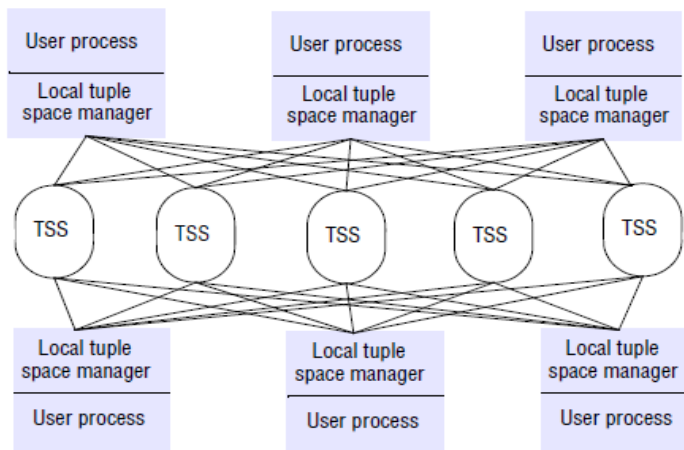 User process
Local tuple
space manager
User process
Local tuple
space manager
User process
Local tuple
space manager
TSS
TSS
TSS
TSS
TSS
Local tuple
space manager
User process
Local tuple
space manager
User process
Local tuple
space manager
User process